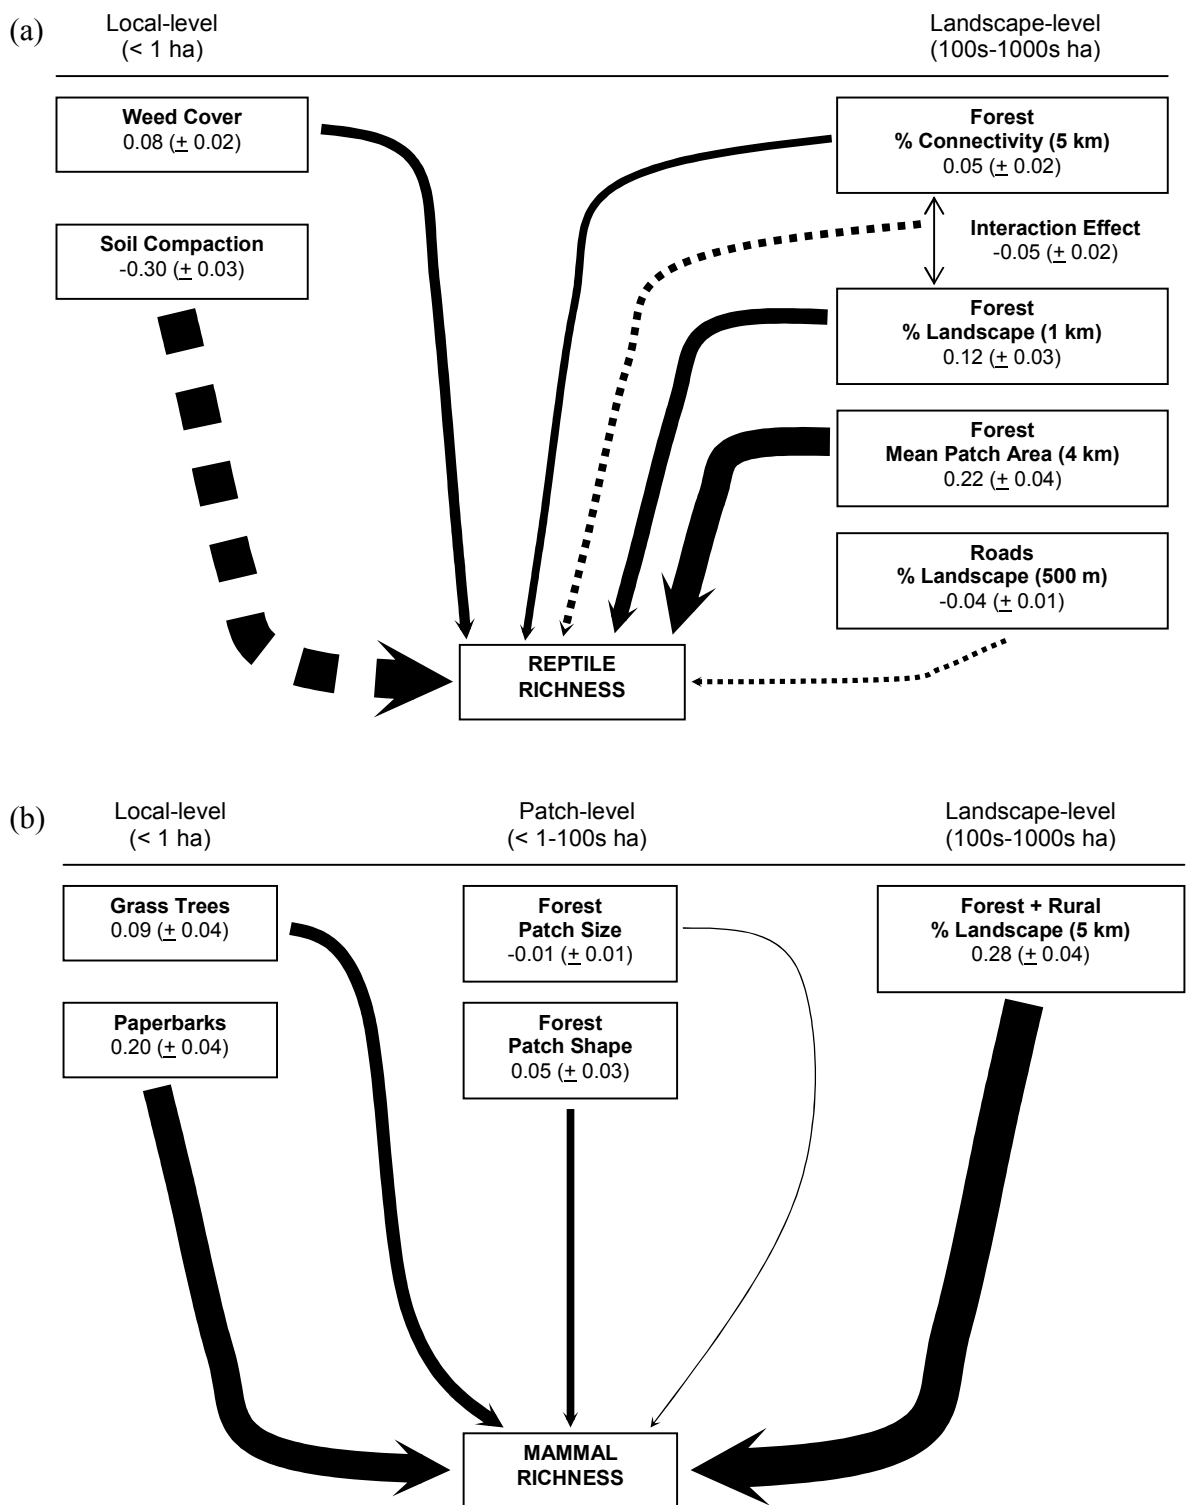 (a)
Local-level
(< 1 ha)
Landscape-level
(100s-1000s ha)
Weed Cover
0.08 (± 0.02)
Forest
% Connectivity (5 km)
0.05 (± 0.02)
Soil Compaction
-0.30 (± 0.03)
Interaction Effect
-0.05 (± 0.02)
Forest
% Landscape (1 km)
0.12 (± 0.03)
Forest
Mean Patch Area (4 km)
0.22 (± 0.04)
Roads
% Landscape (500 m)
-0.04 (± 0.01)
REPTILE
RICHNESS
(b)
Local-level
(< 1 ha)
Patch-level
(< 1-100s ha)
Landscape-level
(100s-1000s ha)
Grass Trees
0.09 (± 0.04)
Forest
Patch Size
-0.01 (± 0.01)
Forest + Rural
% Landscape (5 km)
0.28 (± 0.04)
Paperbarks
0.20 (± 0.04)
Forest
Patch Shape
0.05 (± 0.03)
MAMMAL
RICHNESS